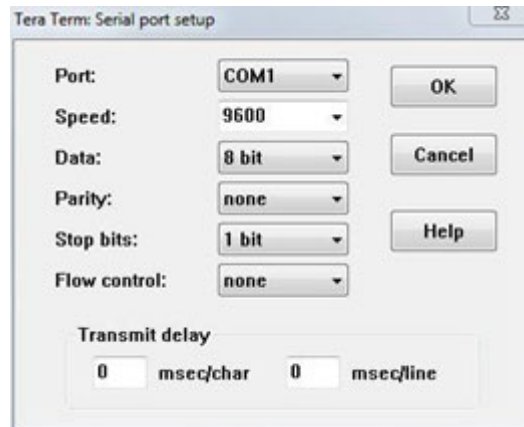 Tera Term: Serial port setup
Port: COM1 OK
Speed: 9600
Data: 8 bit Cancel
Parity: none
Stop bits: 1 bit Help
Flow control: none
Transmit delay
0 msec/char 0 msec/line